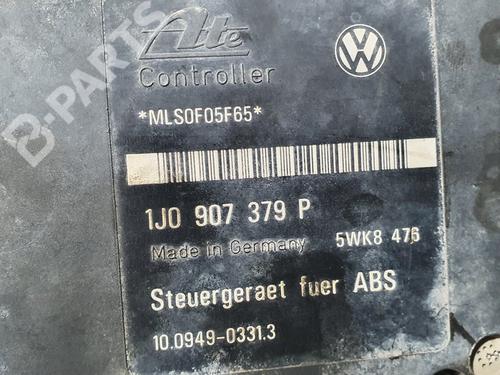 Ate
Controller
*MLS0F05F65*
1J0 907 379 P
Made in Germany 5WK8 476
Steuergeraet fuer ABS
10.0949-0331.3
B-PARTS